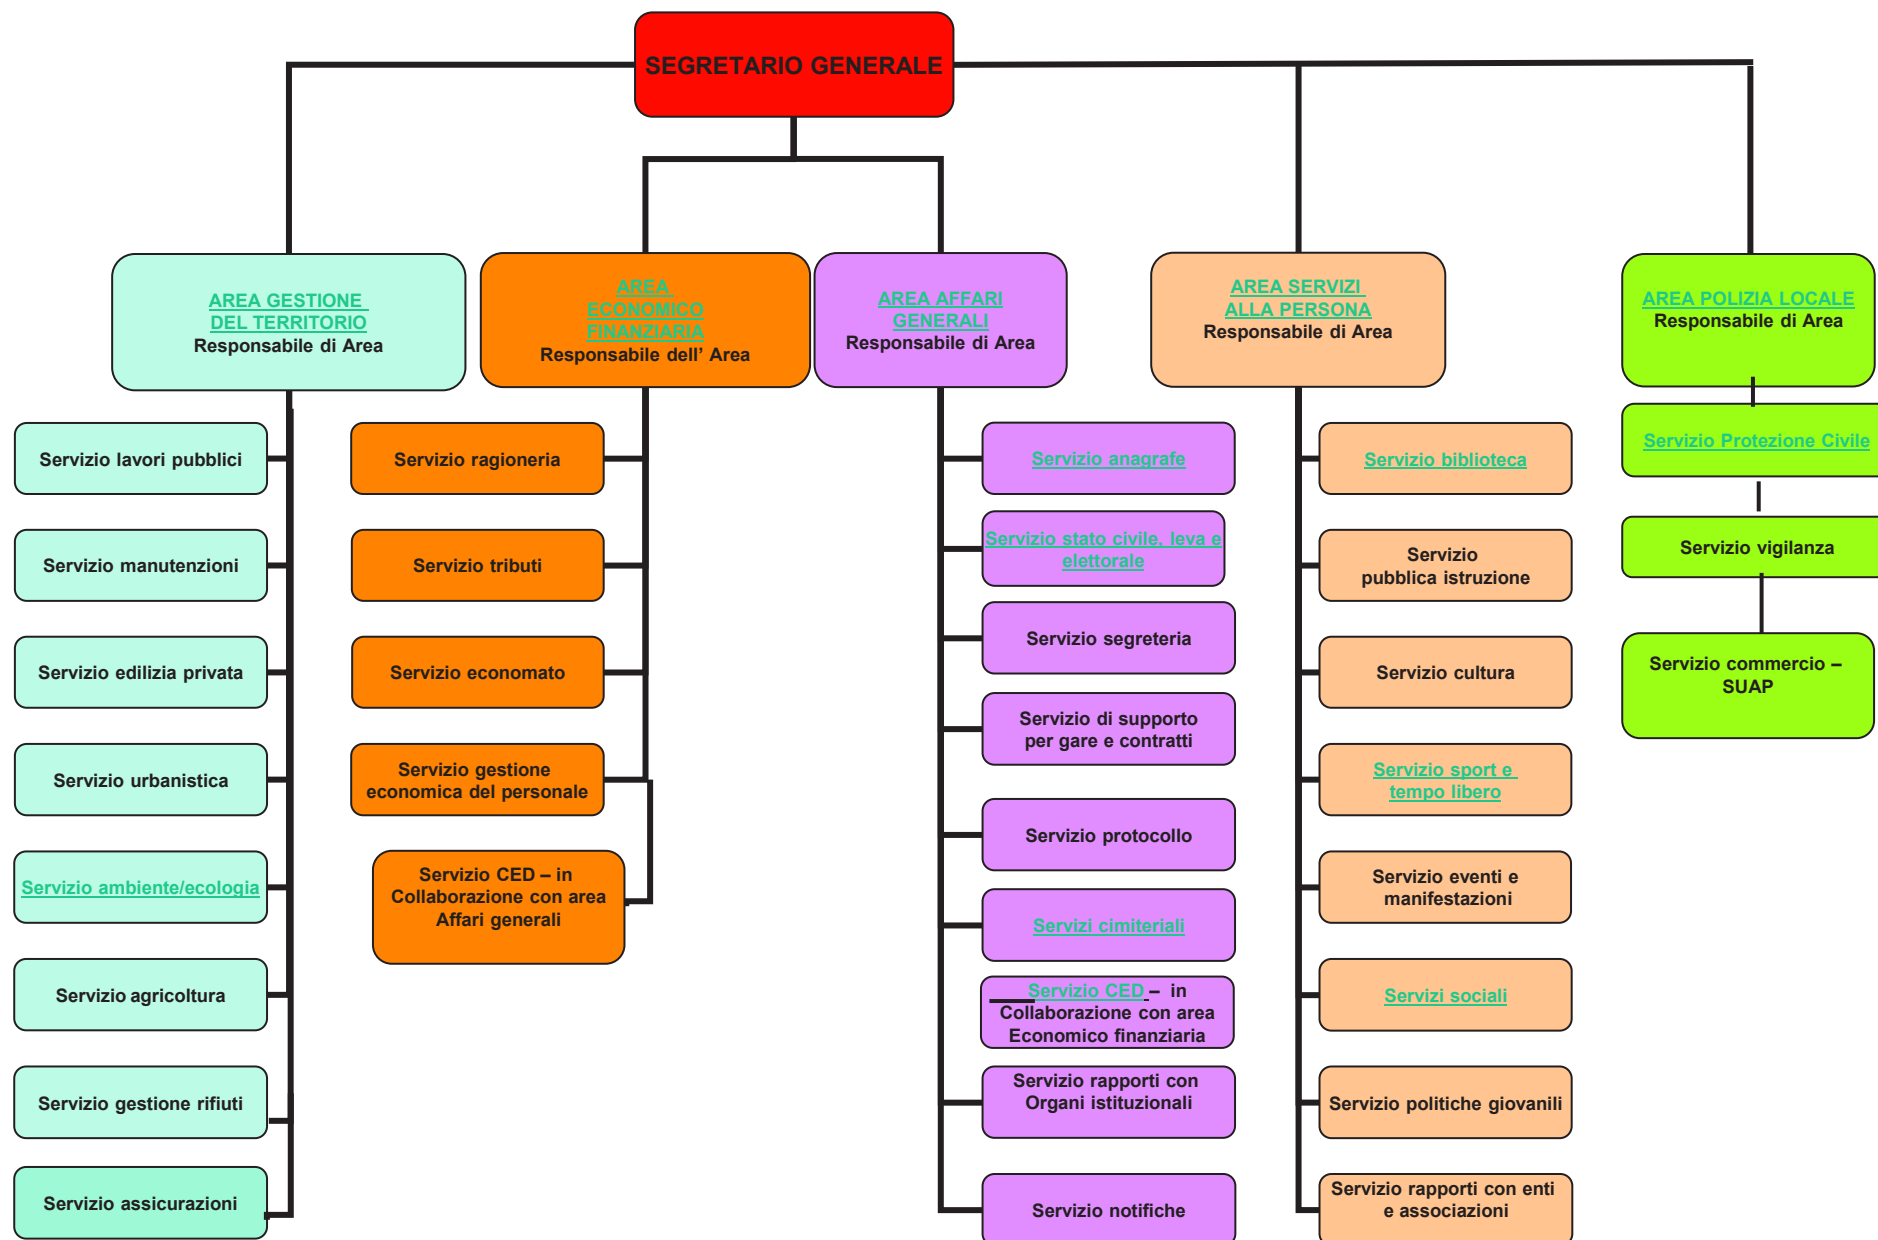 SEGRETARIO GENERALE
AREA GESTIONE
DEL TERRITORIO
Responsabile di Area
AREA
ECONOMICO
FINANZIARIA
Responsabile dell' Area
AREA AFFARI
GENERALI
Responsabile di Area
AREA SERVIZI
ALLA PERSONA
Responsabile di Area
AREA POLIZIA LOCALE
Responsabile di Area
Servizio lavori pubblici
Servizio manutenzioni
Servizio edilizia privata
Servizio urbanistica
Servizio ambiente/ecologia
Servizio agricoltura
Servizio gestione rifiuti
Servizio assicurazioni
Servizio ragioneria
Servizio tributi
Servizio economato
Servizio gestione
economica del personale
Servizio CED – in
Collaborazione con area
Affari generali
Servizio anagrafe
Servizio stato civile, leva e
elettorale
Servizio segreteria
Servizio di supporto
per gare e contratti
Servizio protocollo
Servizi cimiteriali
Servizio CED – in
Collaborazione con area
Economico finanziaria
Servizio rapporti con
Organi istituzionali
Servizio notifiche
Servizio biblioteca
Servizio
pubblica istruzione
Servizio cultura
Servizio sport e
tempo libero
Servizio eventi e
manifestazioni
Servizi sociali
Servizio politiche giovanili
Servizio rapporti con enti
e associazioni
Servizio Protezione Civile
Servizio vigilanza
Servizio commercio –
SUAP